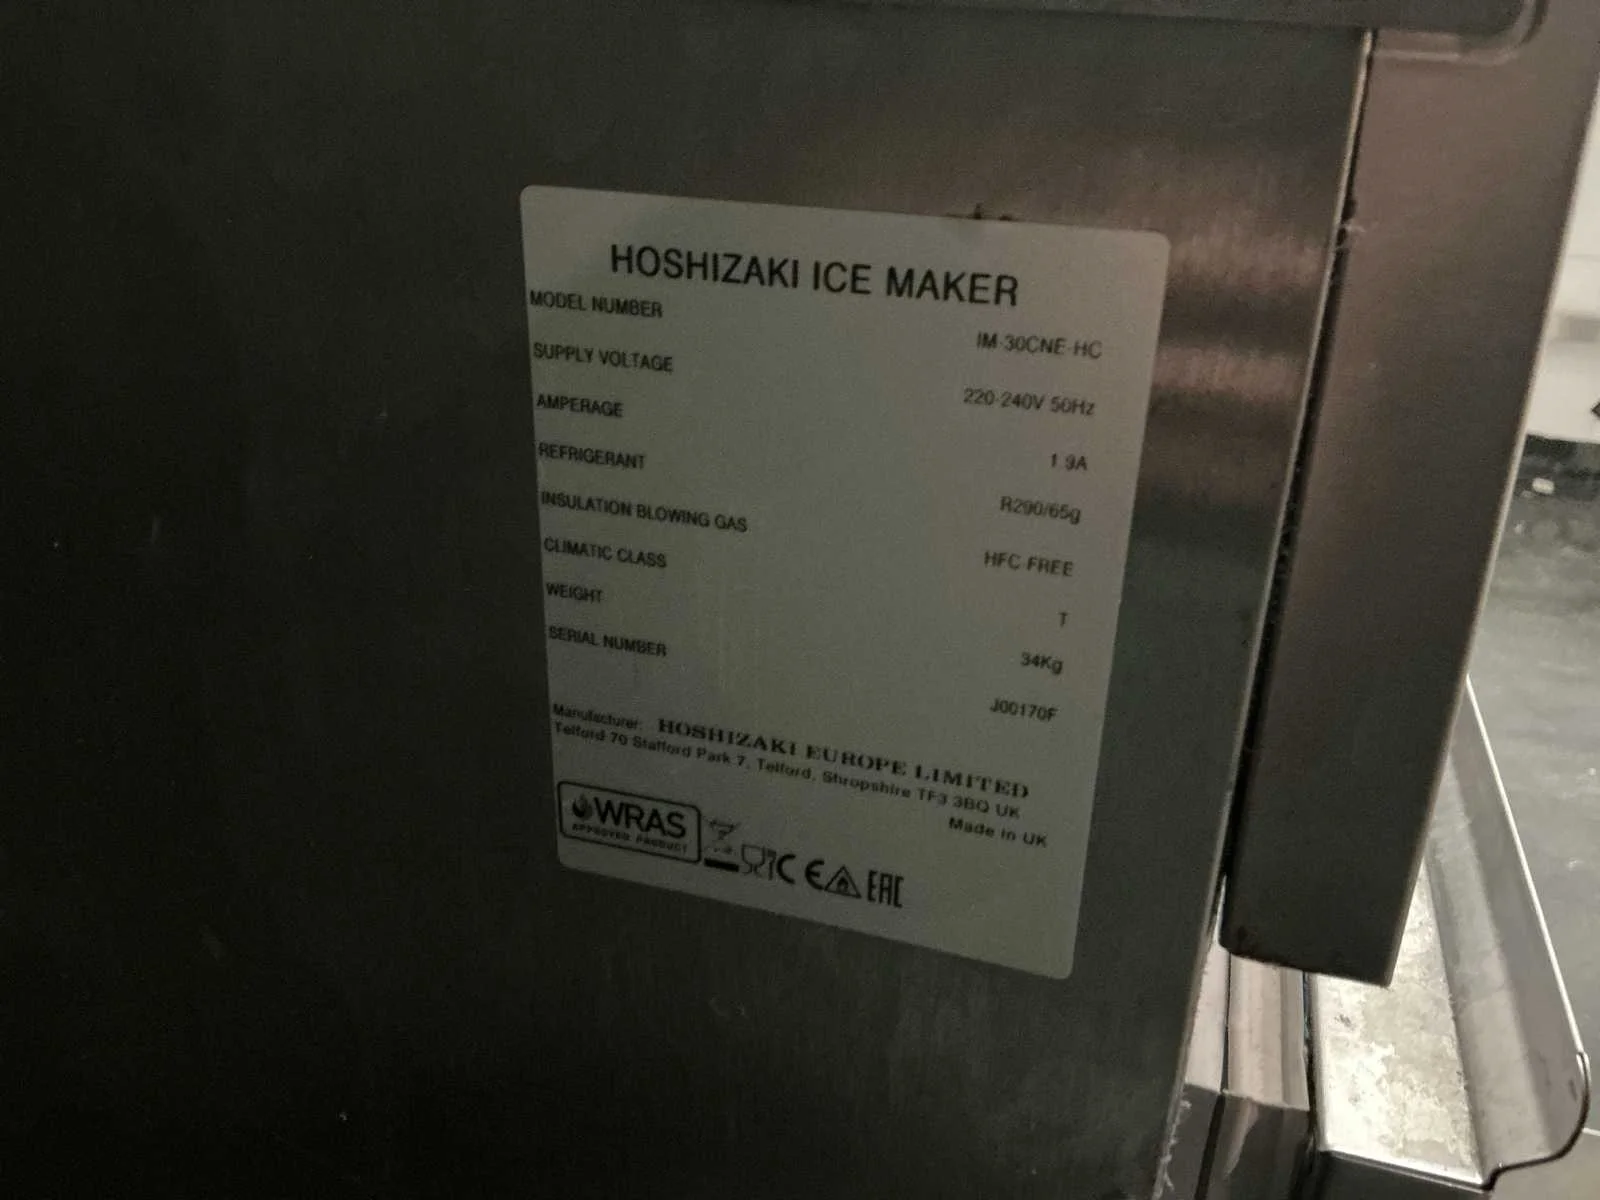 HOSHIZAKI ICE MAKER
MODEL NUMBER IM-30CNE-HC
SUPPLY VOLTAGE 220-240V 50Hz
AMPERAGE 1.9A
REFRIGERANT R290/65g
INSULATION BLOWING GAS HFC FREE
CLIMATIC CLASS T
WEIGHT 34Kg
SERIAL NUMBER J00170F
Manufacturer: HOSHIZAKI EUROPE LIMITED
Telford 70 Stafford Park 7, Telford, Shropshire TF3 3BQ UK
Made in UK
WRAS
APPROVED PRODUCT
CE EAC